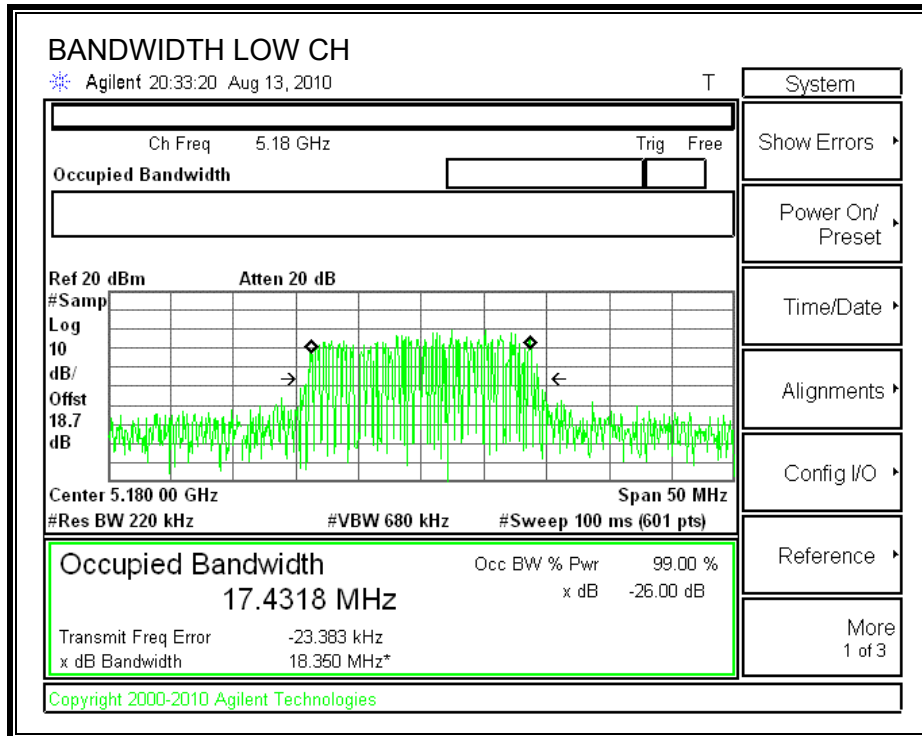 BANDWIDTH LOW CH
Agilent 20:33:20 Aug 13, 2010 T
System
Ch Freq 5.18 GHz Trig Free
Occupied Bandwidth
Show Errors
Power On/
Preset
Time/Date
Alignments
Config I/O
Reference
More
1 of 3
Ref 20 dBm Atten 20 dB
#Samp
Log
10
dB/
Offst
18.7
dB
Center 5.180 00 GHz Span 50 MHz
#Res BW 220 kHz #VBW 680 kHz #Sweep 100 ms (601 pts)
Occupied Bandwidth Occ BW % Pwr 99.00 %
17.4318 MHz x dB -26.00 dB
Transmit Freq Error -23.383 kHz
x dB Bandwidth 18.350 MHz*
Copyright 2000-2010 Agilent Technologies